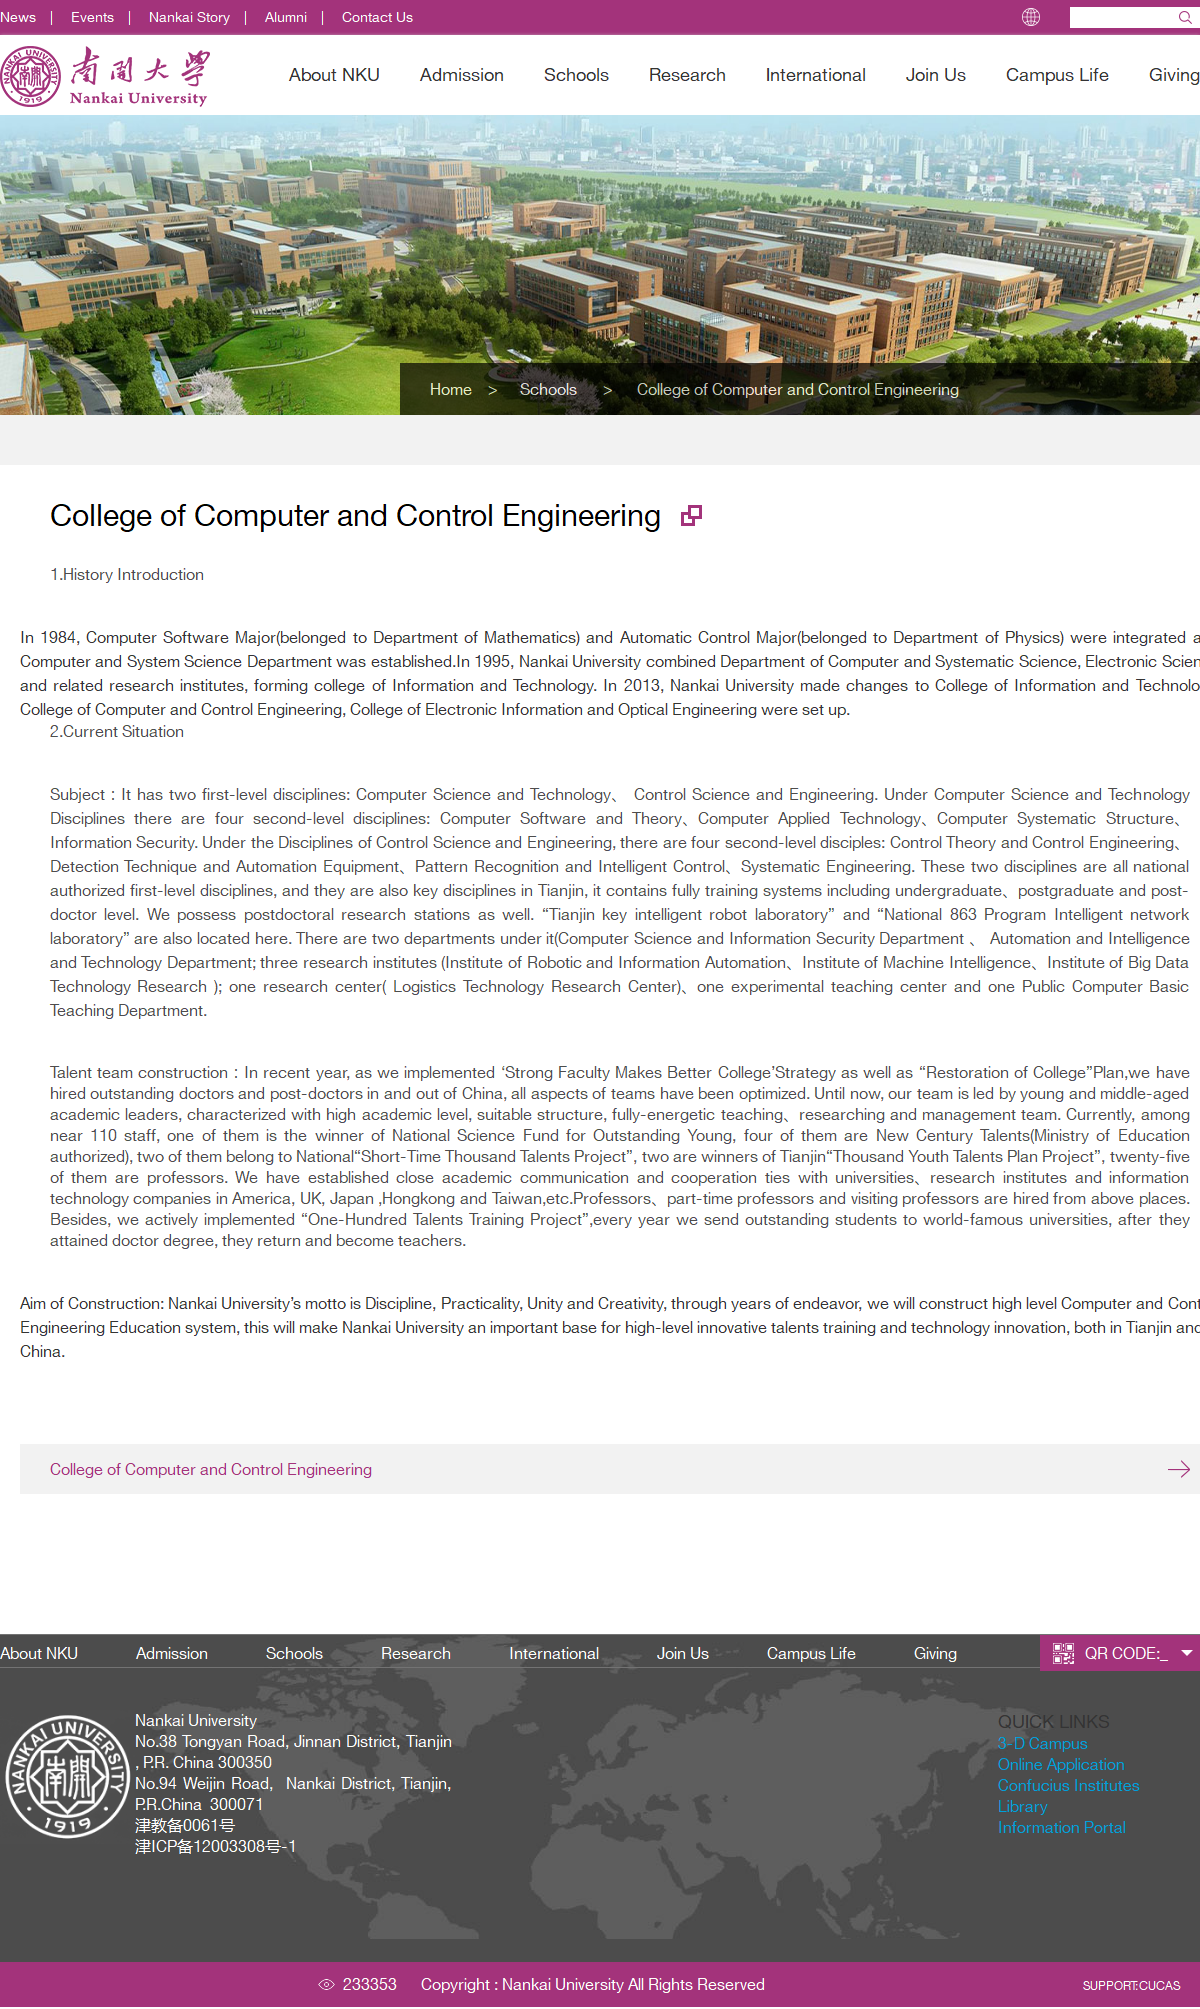 News | Events | Nankai Story | Alumni | Contact Us
NANKAI UNIVERSITY 南開 1919
南開大學
Nankai University
About NKU Admission Schools Research International Join Us Campus Life Giving
Home > Schools > College of Computer and Control Engineering
College of Computer and Control Engineering
1.History Introduction
In 1984, Computer Software Major(belonged to Department of Mathematics) and Automatic Control Major(belonged to Department of Physics) were integrated
Computer and System Science Department was established.In 1995, Nankai University combined Department of Computer and Systematic Science, Electronic
and related research institutes, forming college of Information and Technology. In 2013, Nankai University made changes to College of Information and
College of Computer and Control Engineering, College of Electronic Information and Optical Engineering were set up.
2.Current Situation
Subject：It has two first-level disciplines: Computer Science and Technology、 Control Science and Engineering. Under Computer Science and Technology
Disciplines there are four second-level disciplines: Computer Software and Theory、Computer Applied Technology、Computer Systematic Structure、
Information Security. Under the Disciplines of Control Science and Engineering, there are four second-level disciples: Control Theory and Control Engineering、
Detection Technique and Automation Equipment、Pattern Recognition and Intelligent Control、Systematic Engineering. These two disciplines are all national
authorized first-level disciplines, and they are also key disciplines in Tianjin, it contains fully training systems including undergraduate、postgraduate and post-
doctor level. We possess postdoctoral research stations as well. “Tianjin key intelligent robot laboratory” and “National 863 Program Intelligent network
laboratory” are also located here. There are two departments under it(Computer Science and Information Security Department 、 Automation and Intelligence
and Technology Department; three research institutes (Institute of Robotic and Information Automation、Institute of Machine Intelligence、Institute of Big Data
Technology Research ); one research center( Logistics Technology Research Center)、one experimental teaching center and one Public Computer Basic
Teaching Department.
Talent team construction：In recent year, as we implemented ‘Strong Faculty Makes Better College’Strategy as well as “Restoration of College”Plan,we have
hired outstanding doctors and post-doctors in and out of China, all aspects of teams have been optimized. Until now, our team is led by young and middle-aged
academic leaders, characterized with high academic level, suitable structure, fully-energetic teaching、researching and management team. Currently, among
near 110 staff, one of them is the winner of National Science Fund for Outstanding Young, four of them are New Century Talents(Ministry of Education
authorized), two of them belong to National“Short-Time Thousand Talents Project”, two are winners of Tianjin“Thousand Youth Talents Plan Project”, twenty-five
of them are professors. We have established close academic communication and cooperation ties with universities、research institutes and information
technology companies in America, UK, Japan ,Hongkong and Taiwan,etc.Professors、part-time professors and visiting professors are hired from above places.
Besides, we actively implemented “One-Hundred Talents Training Project”,every year we send outstanding students to world-famous universities, after they
attained doctor degree, they return and become teachers.
Aim of Construction: Nankai University’s motto is Discipline, Practicality, Unity and Creativity, through years of endeavor, we will construct high level Computer and
Engineering Education system, this will make Nankai University an important base for high-level innovative talents training and technology innovation, both in Tianjin and
China.
College of Computer and Control Engineering
About NKU Admission Schools Research International Join Us Campus Life Giving QR CODE:_
NANKAI UNIVERSITY 南開 1919
Nankai University
No.38 Tongyan Road, Jinnan District, Tianjin
, P.R. China 300350
No.94 Weijin Road, Nankai District, Tianjin,
P.R.China 300071
津教备0061号
津ICP备12003308号-1
QUICK LINKS
3-D Campus
Online Application
Confucius Institutes
Library
Information Portal
233353 Copyright : Nankai University All Rights Reserved SUPPORT:CUCAS